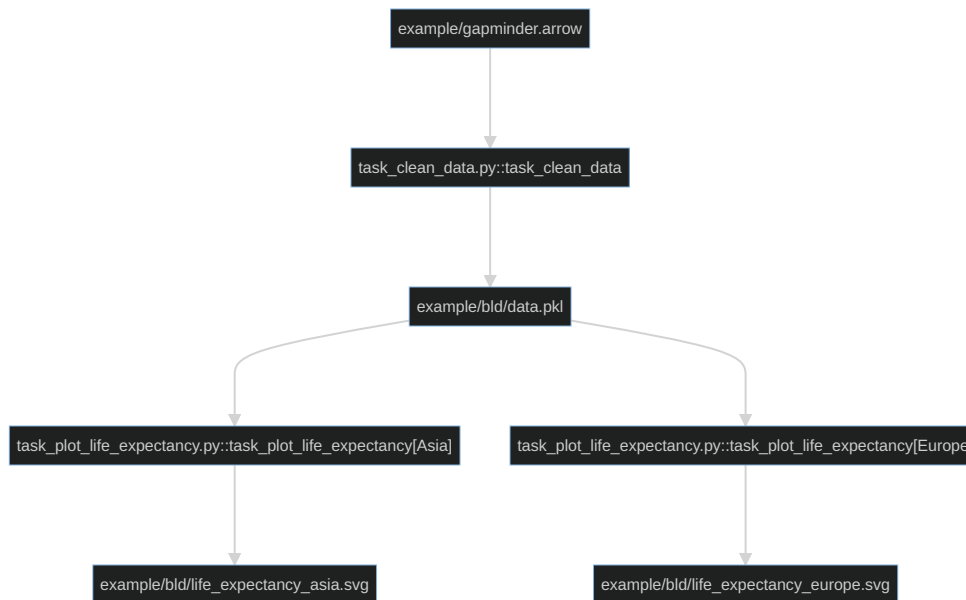 example/gapminder.arrow
task_clean_data.py::task_clean_data
example/bld/data.pkl
task_plot_life_expectancy.py::task_plot_life_expectancy[Asia]
task_plot_life_expectancy.py::task_plot_life_expectancy[Europe
example/bld/life_expectancy_asia.svg
example/bld/life_expectancy_europe.svg